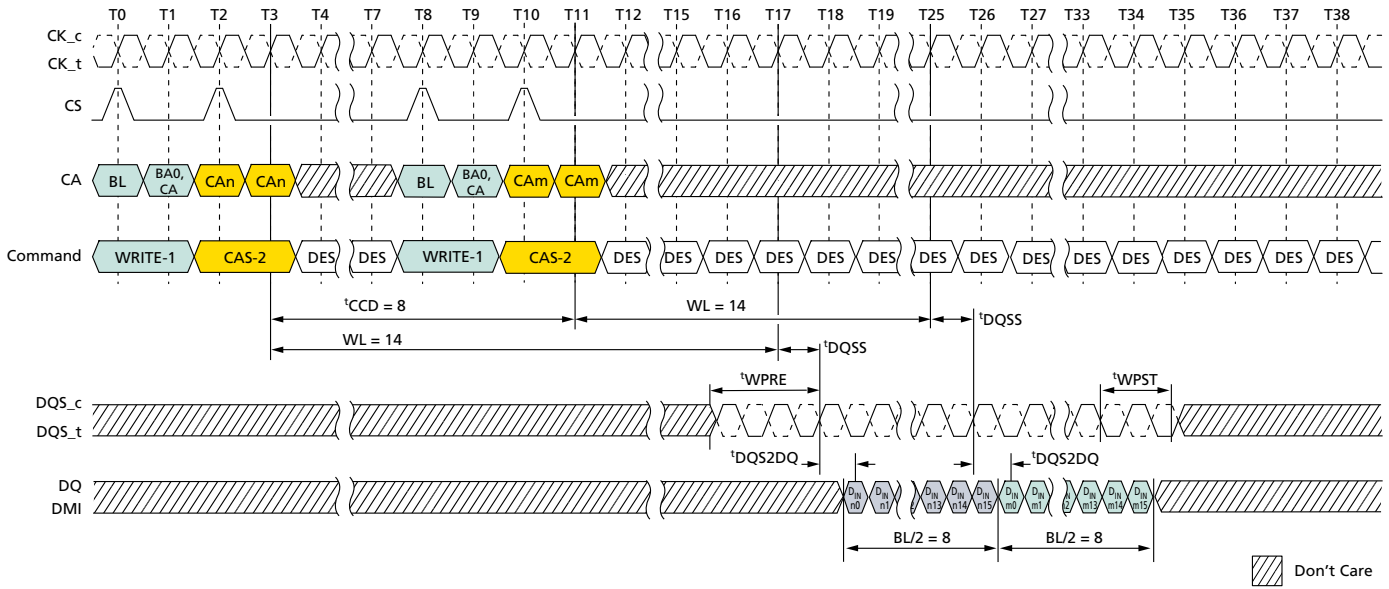 T0 T1 T2 T3 T4 T7 T8 T9 T10 T11 T12 T15 T16 T17 T18 T19 T25 T26 T27 T33 T34 T35 T36 T37 T38
CK_c
CK_t
CS
CA BL BA0, CA CAn CAn BL BA0, CA CAm CAm
Command WRITE-1 CAS-2 DES DES WRITE-1 CAS-2 DES DES DES DES DES DES DES DES DES DES DES DES DES DES DES
tCCD = 8 WL = 14 tDQSS
WL = 14 tDQSS
tWPRE tWPST
DQS_c
DQS_t
tDQS2DQ tDQS2DQ
DQ
DMI
DIN n0 DIN n1 DIN n13 DIN n14 DIN n15 DIN m0 DIN m1 DIN m13 DIN m14 DIN m15
BL/2 = 8 BL/2 = 8
Don't Care